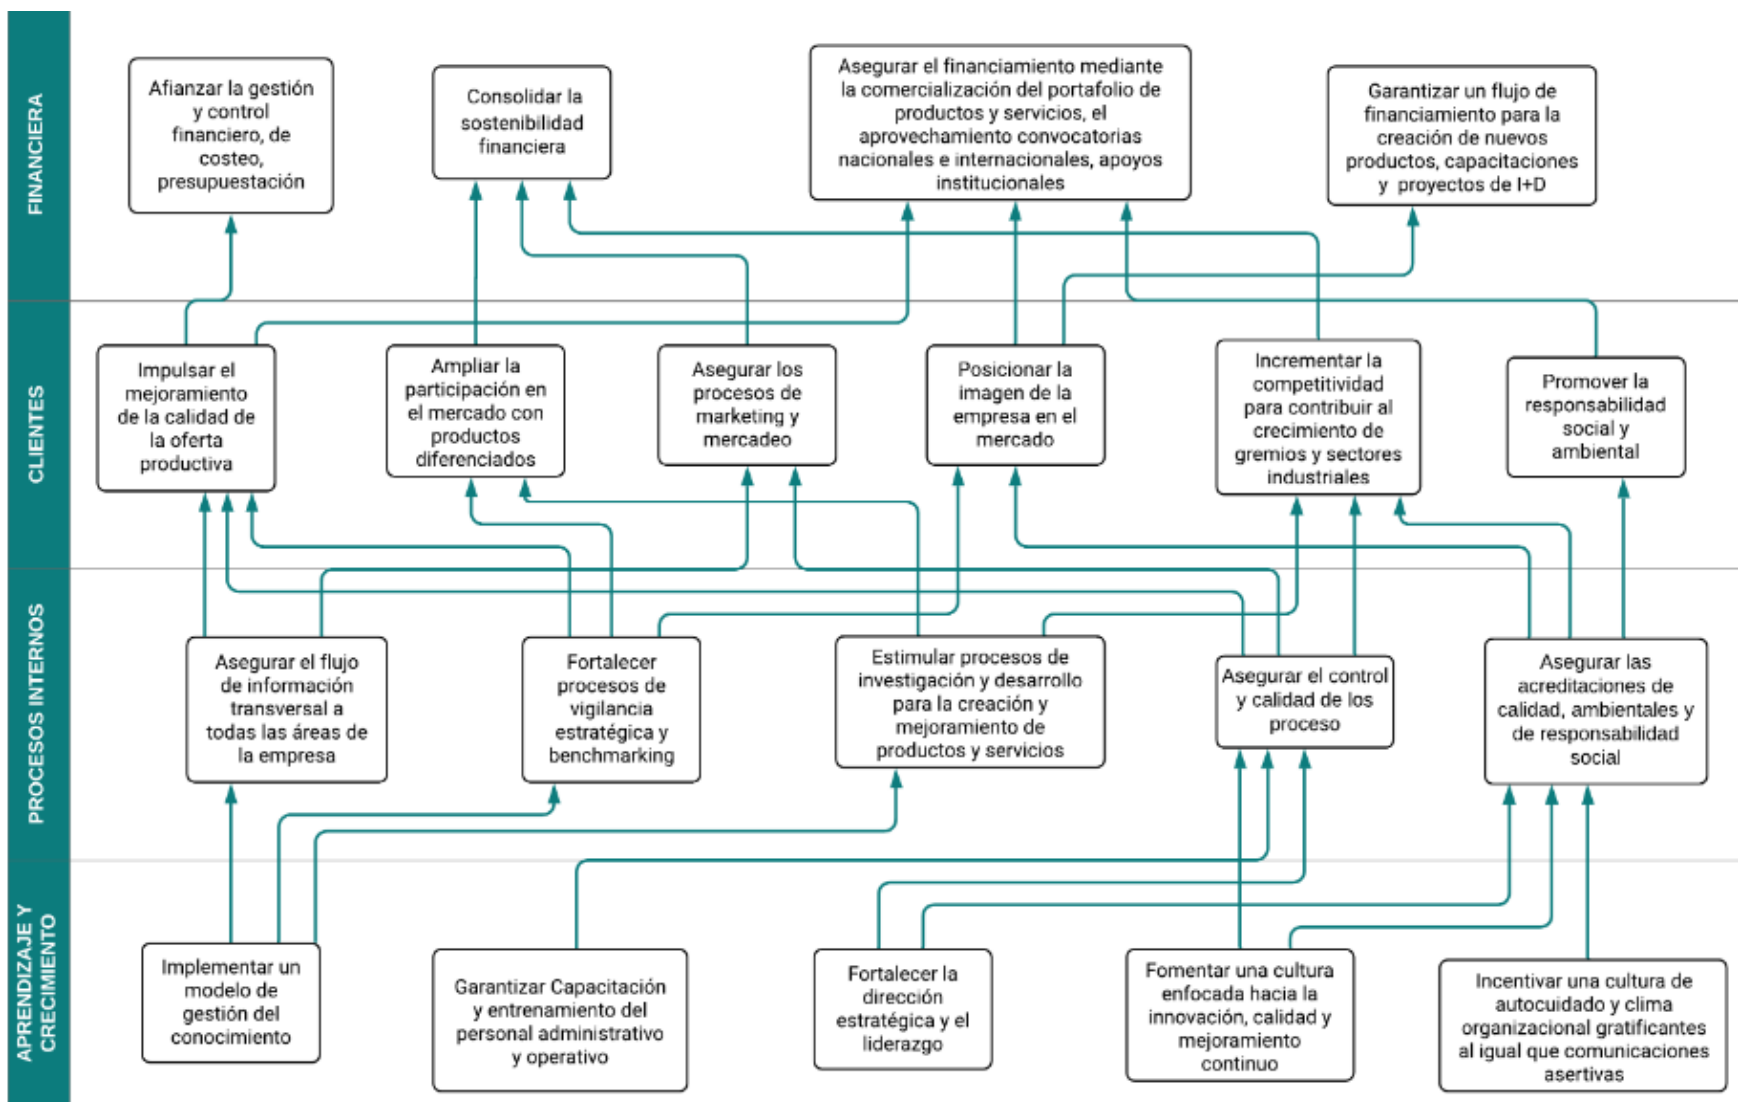 FINANCIERA
Afianzar la gestión
y control
financiero, de
costeo,
presupuestación
Consolidar la
sostenibilidad
financiera
Asegurar el financiamiento mediante
la comercialización del portafolio de
productos y servicios, el
aprovechamiento convocatorias
nacionales e internacionales, apoyos
institucionales
Garantizar un flujo de
financiamiento para la
creación de nuevos
productos, capacitaciones
y proyectos de I+D
CLIENTES
Impulsar el
mejoramiento
de la calidad de
la oferta
productiva
Ampliar la
participación en
el mercado con
productos
diferenciados
Asegurar los
procesos de
marketing y
mercadeo
Posicionar la
imagen de la
empresa en el
mercado
Incrementar la
competitividad
para contribuir al
crecimiento de
gremios y sectores
industriales
Promover la
responsabilidad
social y
ambiental
PROCESOS INTERNOS
Asegurar el flujo
de información
transversal a
todas las áreas de
la empresa
Fortalecer
procesos de
vigilancia
estratégica y
benchmarking
Estimular procesos de
investigación y desarrollo
para la creación y
mejoramiento de
productos y servicios
Asegurar el control
y calidad de los
proceso
Asegurar las
acreditaciones de
calidad, ambientales y
de responsabilidad
social
APRENDIZAJE Y
CRECIMIENTO
Implementar un
modelo de
gestión del
conocimiento
Garantizar Capacitación
y entrenamiento del
personal administrativo
y operativo
Fortalecer la
dirección
estratégica y el
liderazgo
Fomentar una cultura
enfocada hacia la
innovación, calidad y
mejoramiento
continuo
Incentivar una cultura de
autocuidado y clima
organizacional gratificantes
al igual que comunicaciones
asertivas